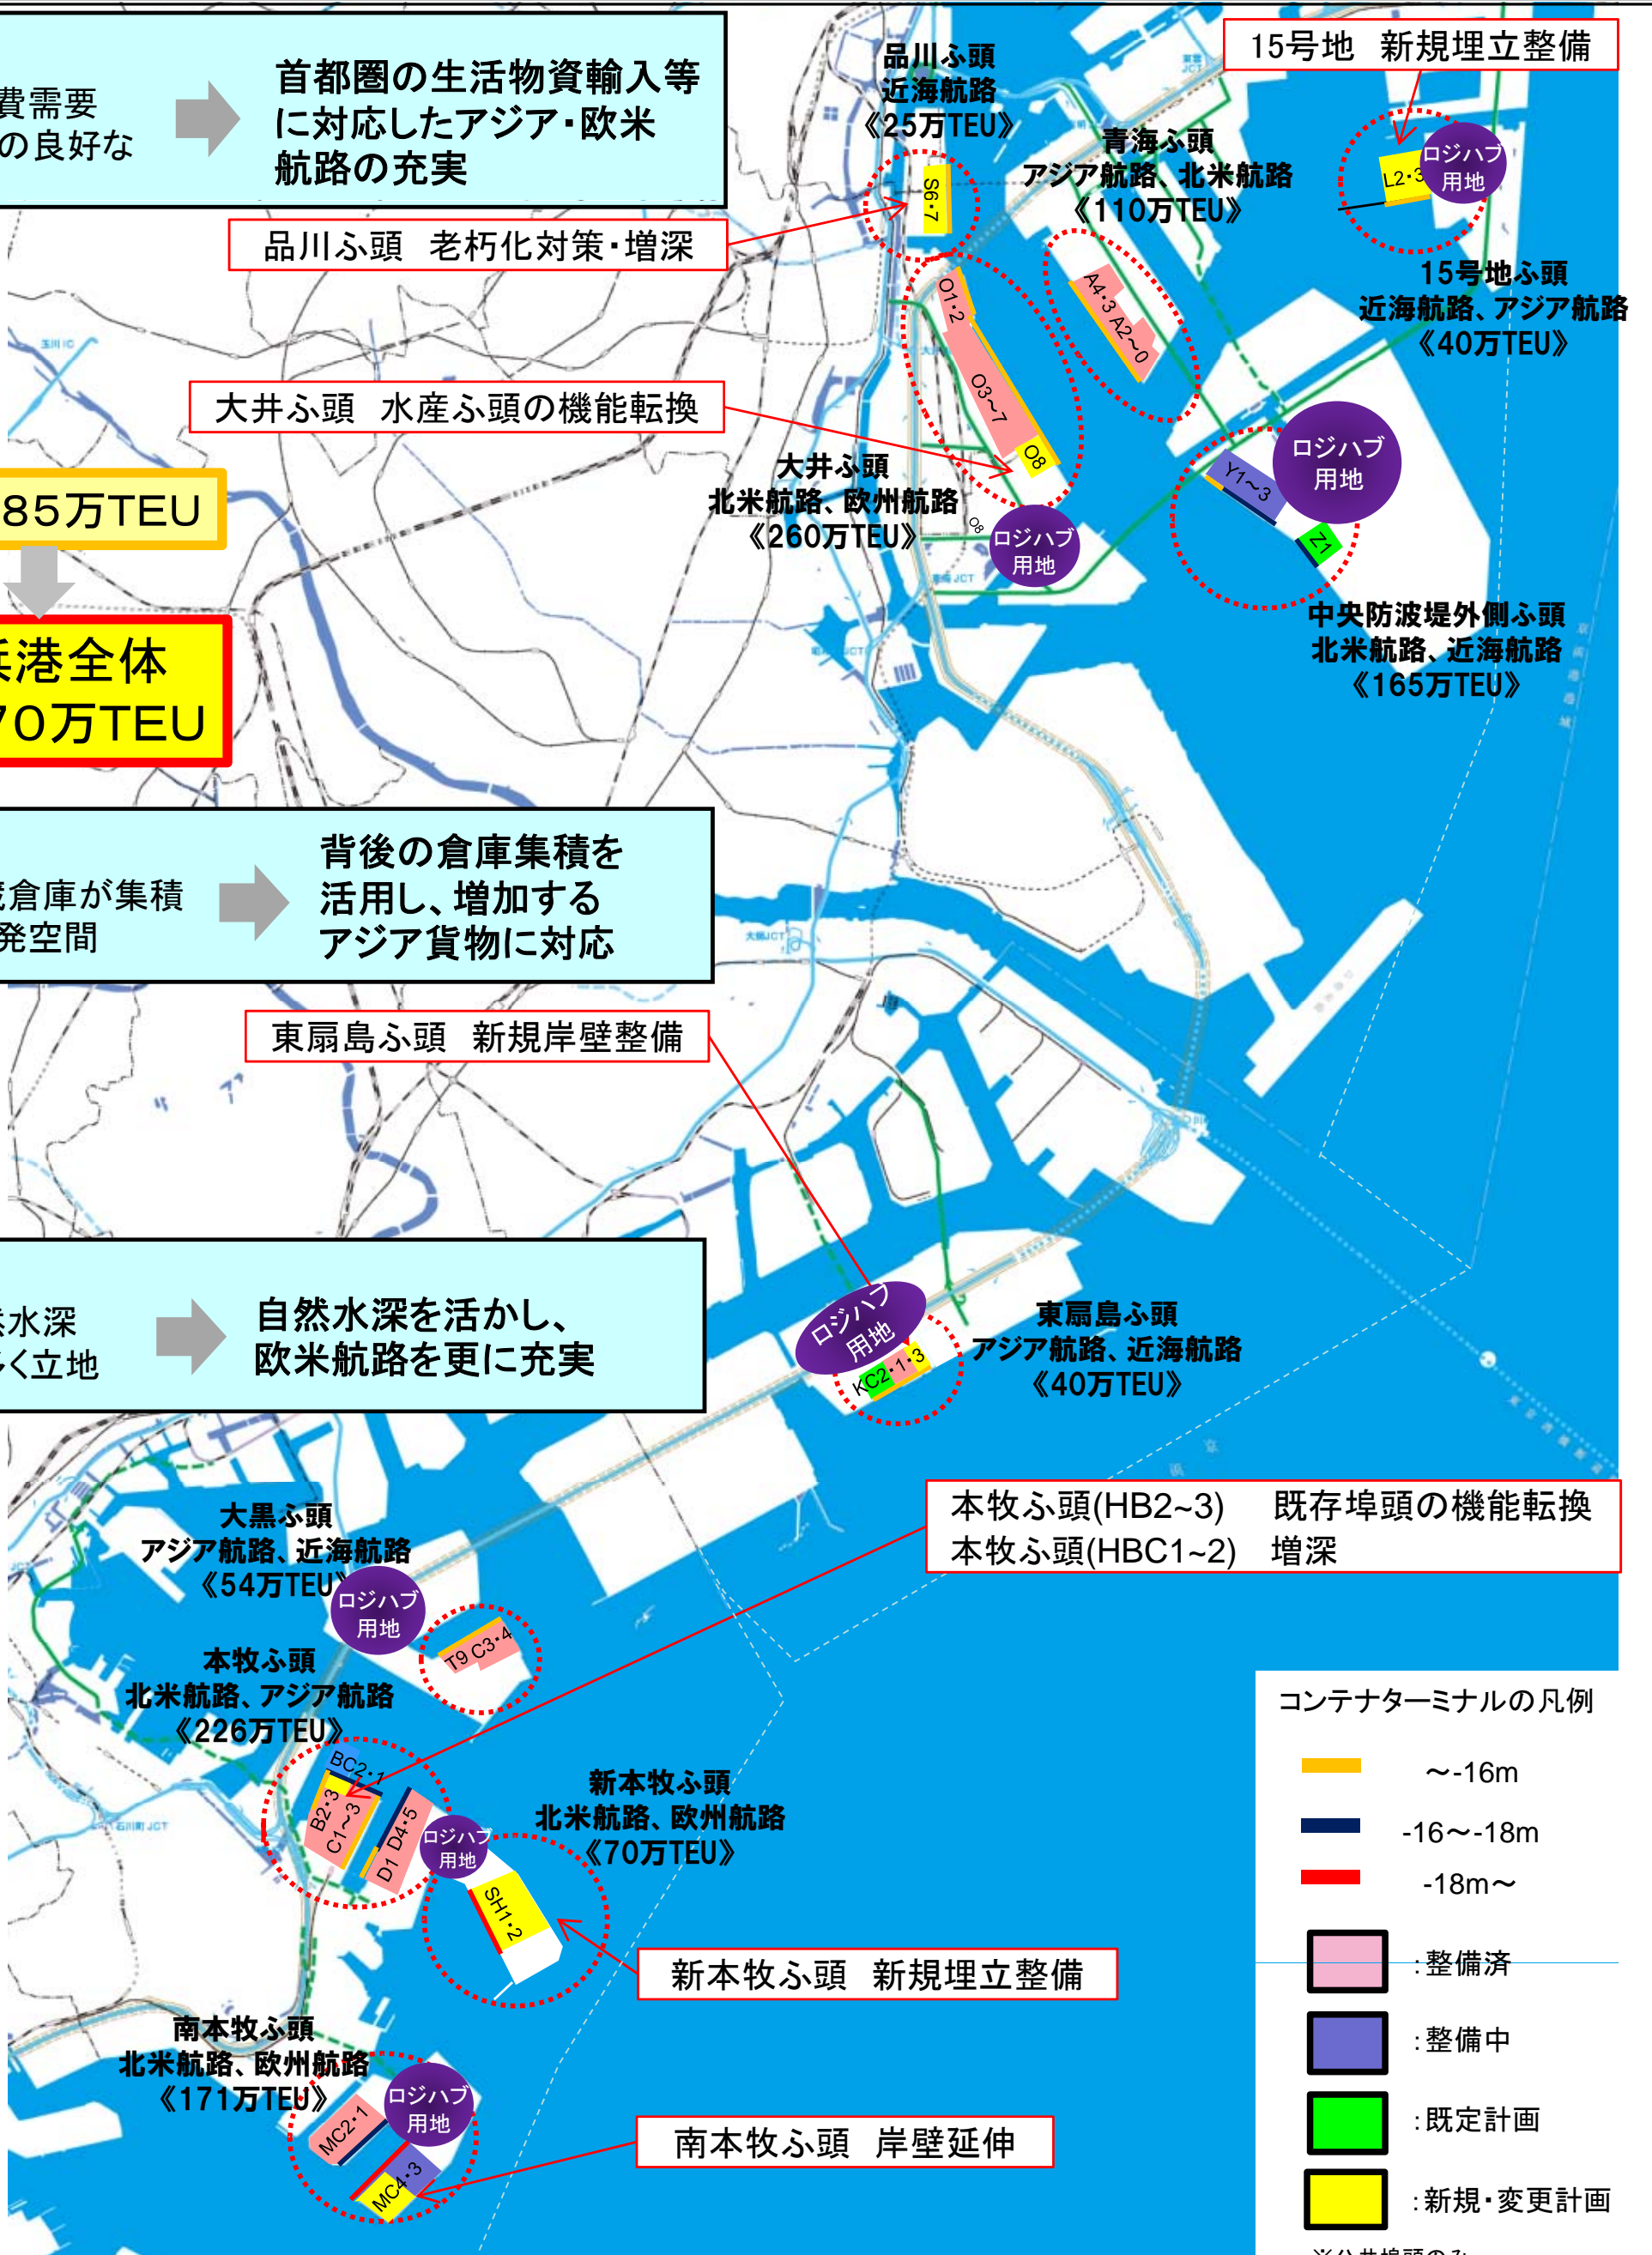 費需要
の良好な
首都圏の生活物資輸入等
に対応したアジア・欧米
航路の充実
品川ふ頭
近海航路
《25万TEU》
15号地 新規埋立整備
青海ふ頭
アジア航路、北米航路
《110万TEU》
L2・3
ロジハブ
用地
S6・7
品川ふ頭 老朽化対策・増深
15号地ふ頭
近海航路、アジア航路
《40万TEU》
O1・2
A4・3 A2~0
玉川IC
O3~7
大井ふ頭 水産ふ頭の機能転換
O8
大井ふ頭
北米航路、欧州航路
《260万TEU》
O8
ロジハブ
用地
Y1~3
ロジハブ
用地
Z1
85万TEU
中央防波堤外側ふ頭
北米航路、近海航路
《165万TEU》
浜港全体
70万TEU
蔵倉庫が集積
発空間
背後の倉庫集積を
活用し、増加する
アジア貨物に対応
大師JCT
東扇島ふ頭 新規岸壁整備
然水深
多く立地
自然水深を活かし、
欧米航路を更に充実
ロジハブ
用地
KC2・1・3
東扇島ふ頭
アジア航路、近海航路
《40万TEU》
本牧ふ頭(HB2~3) 既存埠頭の機能転換
本牧ふ頭(HBC1~2) 増深
大黒ふ頭
アジア航路、近海航路
《54万TEU》
ロジハブ
用地
T9 C3・4
本牧ふ頭
北米航路、アジア航路
《226万TEU》
BC2・1
B2・3
C1~3
D1 D4・5
石川町JCT
ロジハブ
用地
新本牧ふ頭
北米航路、欧州航路
《70万TEU》
SH1・2
新本牧ふ頭 新規埋立整備
南本牧ふ頭
北米航路、欧州航路
《171万TEU》
ロジハブ
用地
MC2・1
MC4・3
南本牧ふ頭 岸壁延伸
コンテナターミナルの凡例
~-16m
-16~-18m
-18m~
:整備済
:整備中
:既定計画
:新規・変更計画